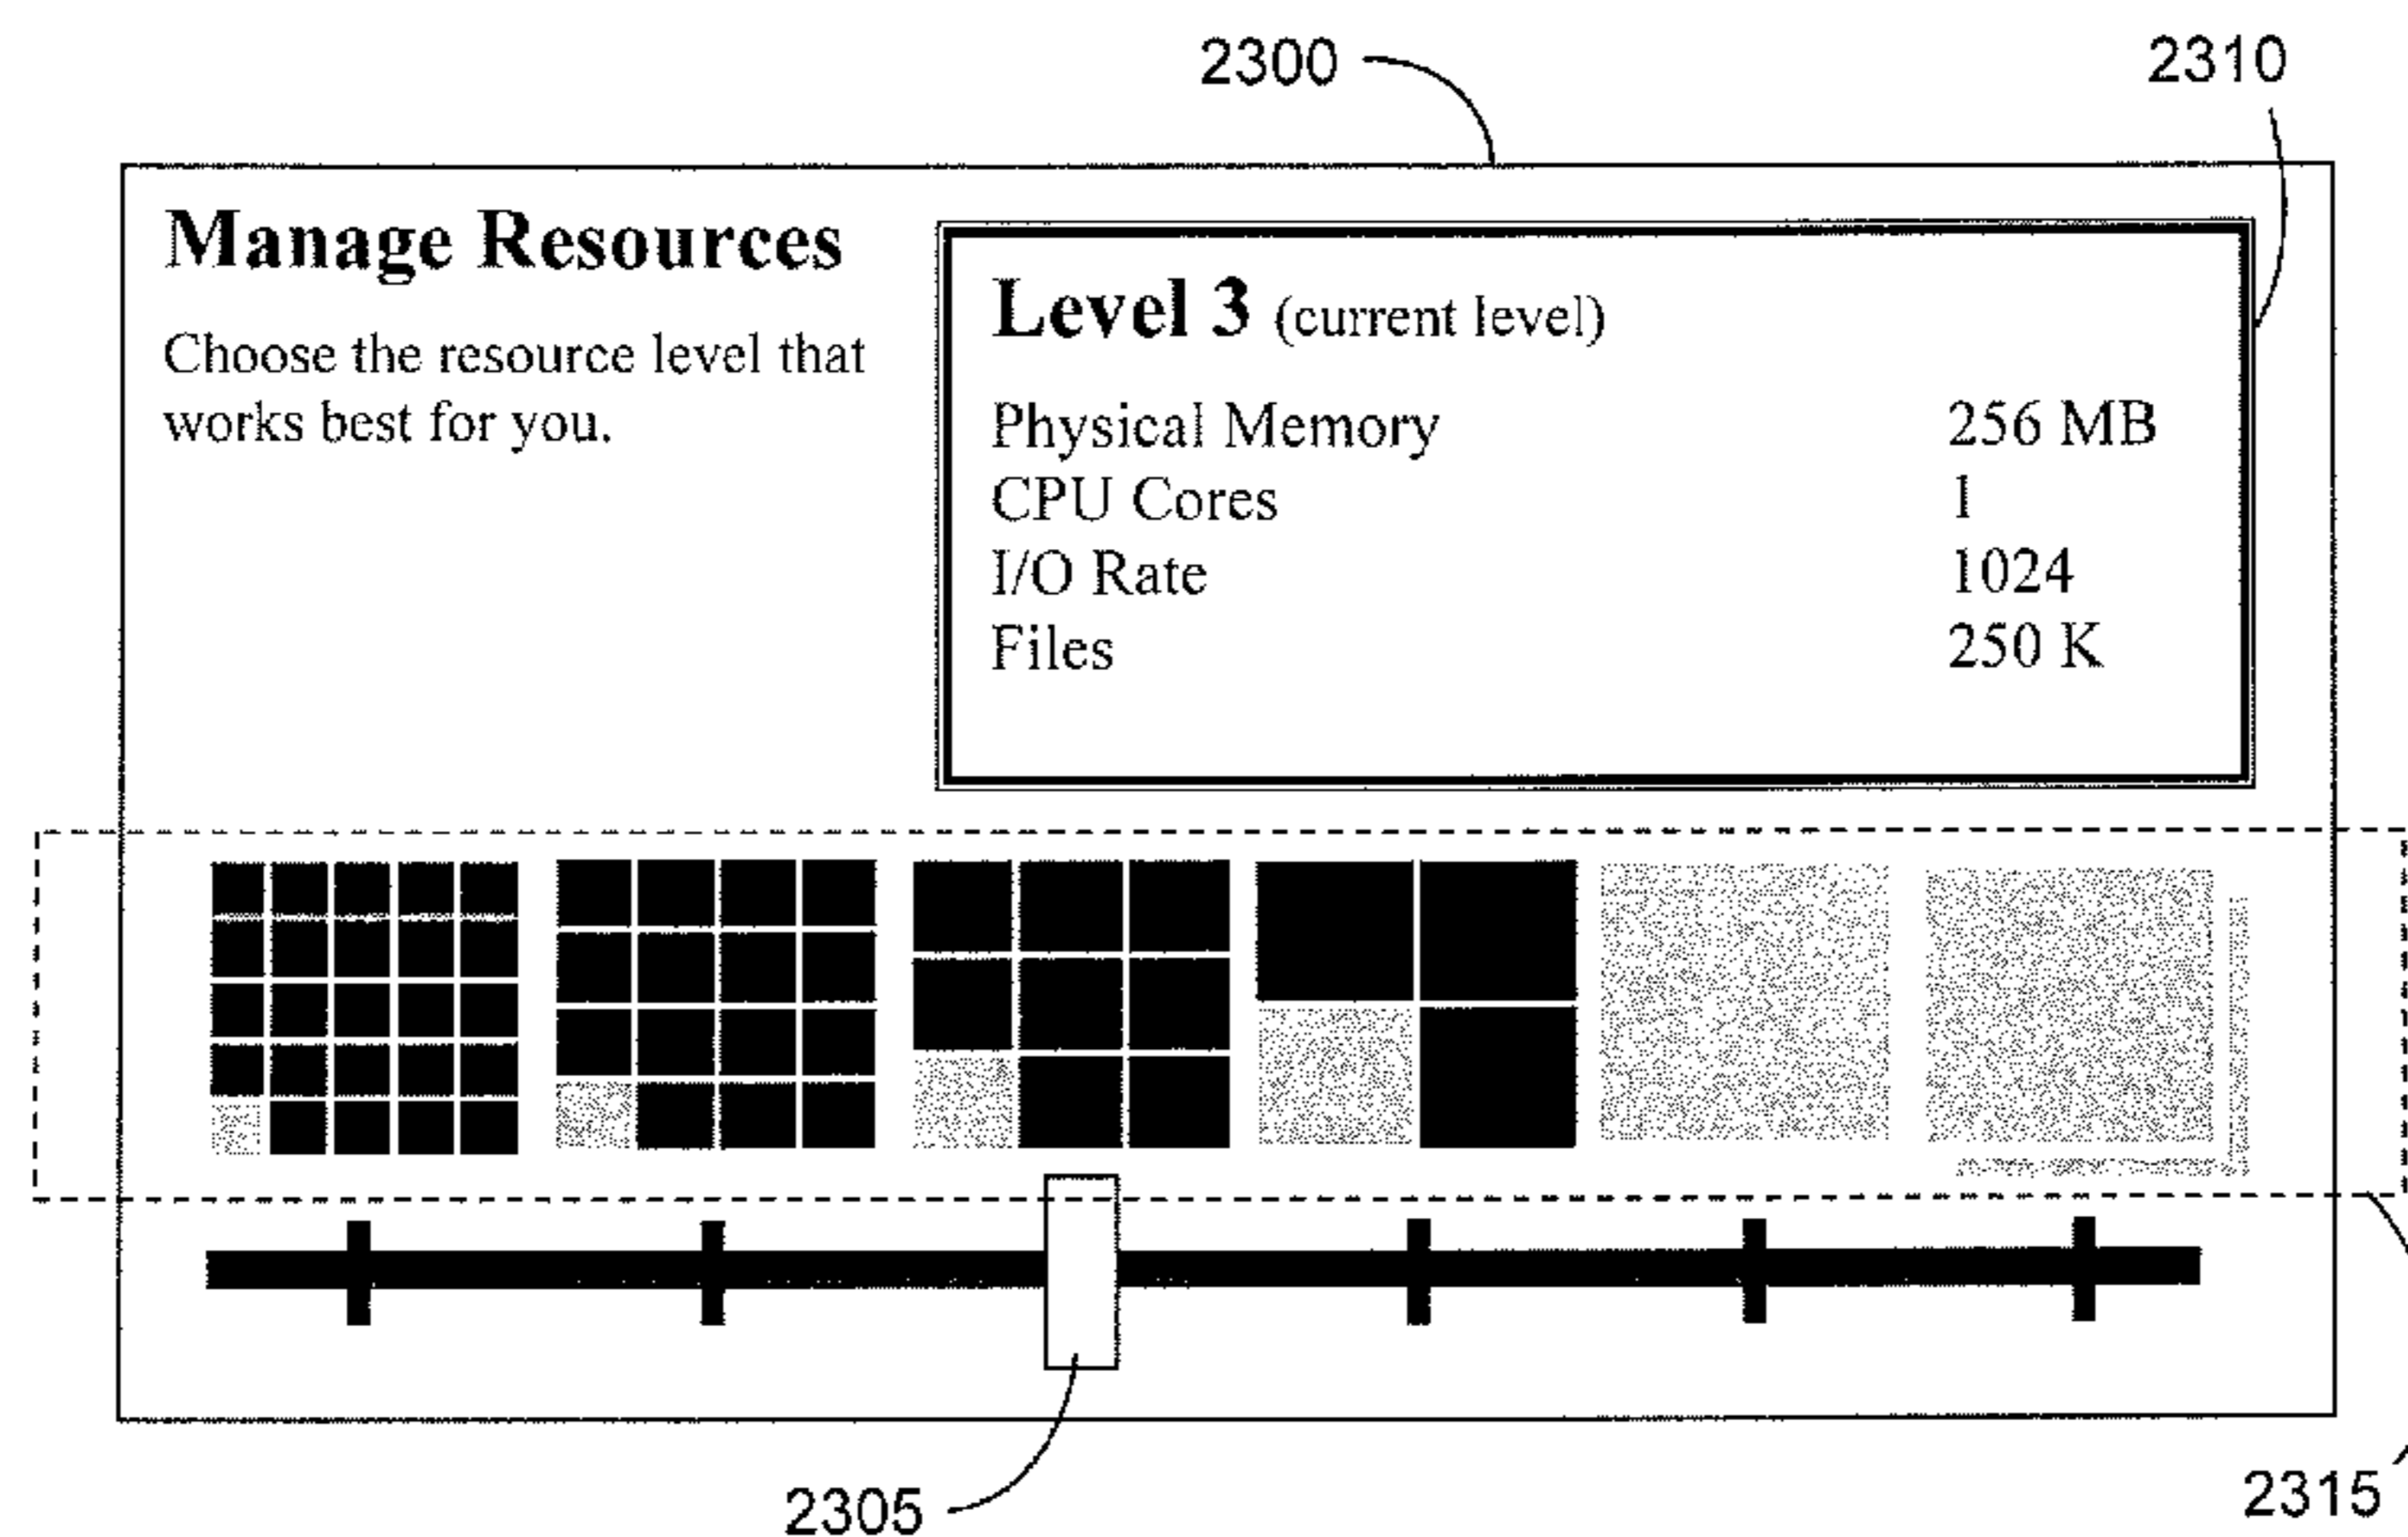 2300
2310
Manage Resources
Choose the resource level that
works best for you.
Level 3 (current level)
Physical Memory 256 MB
CPU Cores 1
I/O Rate 1024
Files 250 K
2305
2315